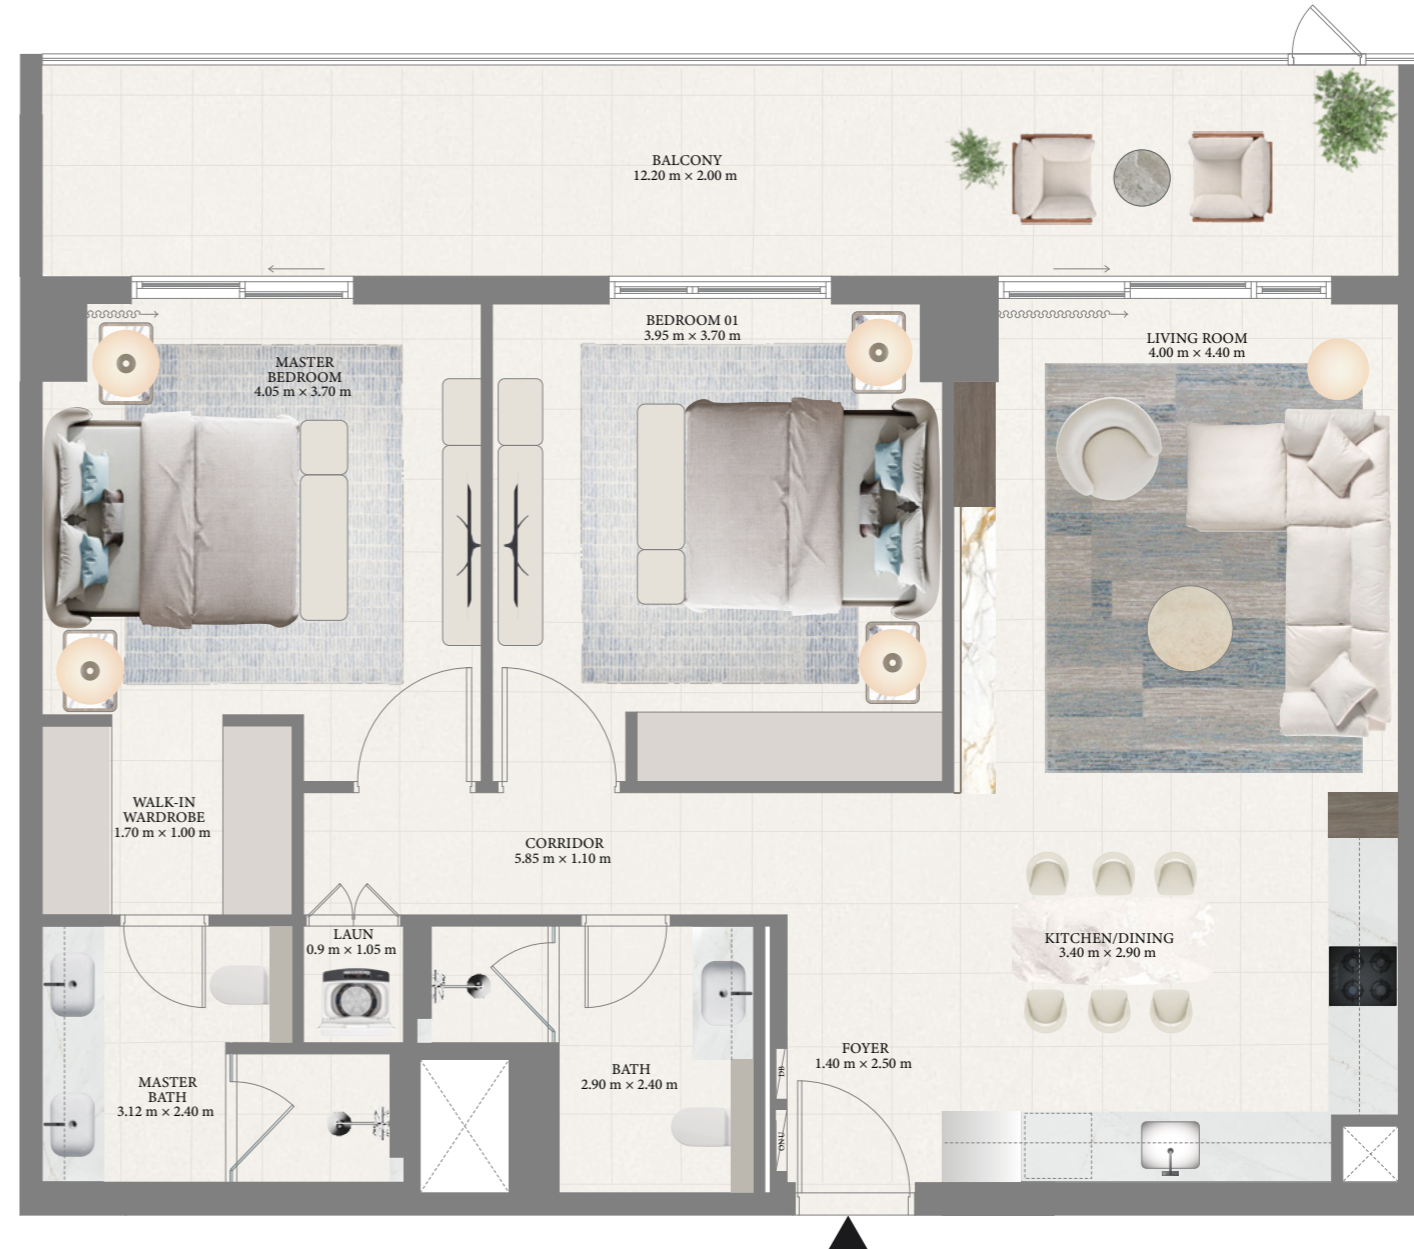 BALCONY
12.20 m × 2.00 m
BEDROOM 01
3.95 m × 3.70 m
LIVING ROOM
4.00 m × 4.40 m
MASTER
BEDROOM
4.05 m × 3.70 m
WALK-IN
WARDROBE
1.70 m × 1.00 m
CORRIDOR
5.85 m × 1.10 m
LAUN
0.9 m × 1.05 m
KITCHEN/DINING
3.40 m × 2.90 m
FOYER
1.40 m × 2.50 m
BATH
2.90 m × 2.40 m
MASTER
BATH
3.12 m × 2.40 m
DB
ONU